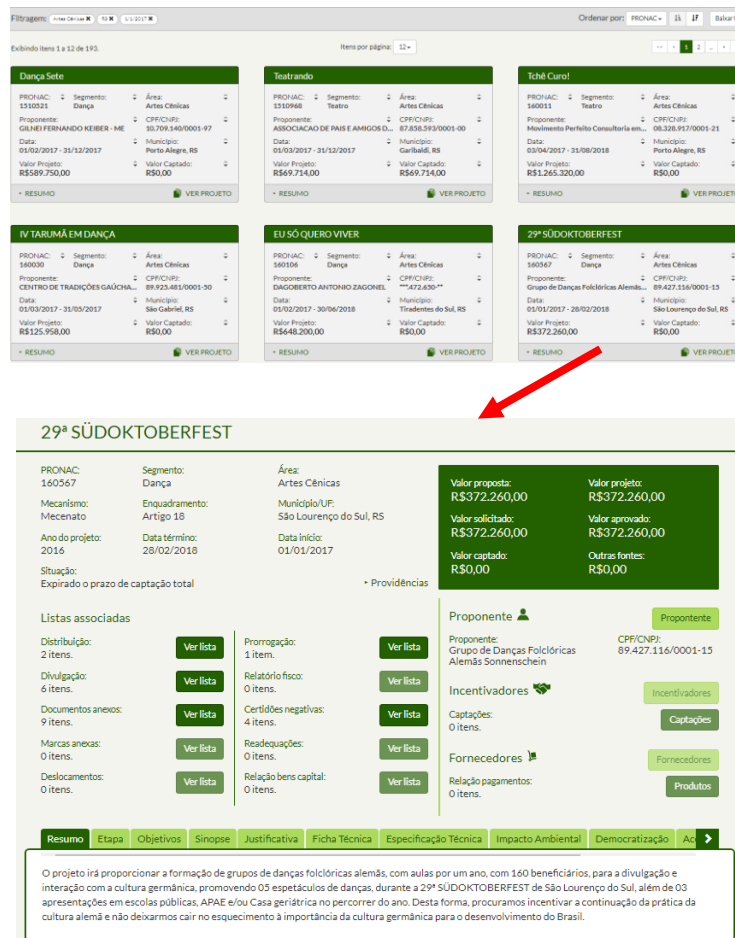 Filtragem: Artes Cênicas ✖ RS ✖ 1/1/2017 ✖ Ordenar por: PRONAC
Exibindo itens 1 a 12 de 193. Itens por página: 12 1 2 ...
Dança Sete
PRONAC: Segmento: Área:
1510521 Dança Artes Cênicas
Proponente: CPF/CNPJ:
GILNEI FERNANDO KEIBER - ME 10.709.140/0001-97
Data: Município:
01/02/2017 - 31/12/2017 Porto Alegre, RS
Valor Projeto: Valor Captado:
R$589.750,00 R$0,00
+ RESUMO VER PROJETO
Teatrando
PRONAC: Segmento: Área:
1510968 Teatro Artes Cênicas
Proponente: CPF/CNPJ:
ASSOCIACAO DE PAIS E AMIGOS D... 87.858.593/0001-00
Data: Município:
01/03/2017 - 31/12/2017 Garibaldi, RS
Valor Projeto: Valor Captado:
R$69.714,00 R$69.714,00
+ RESUMO VER PROJETO
Tchê Curo!
PRONAC: Segmento: Área:
160011 Teatro Artes Cênicas
Proponente: CPF/CNPJ:
Movimento Perfeito Consultoria em... 08.328.917/0001-21
Data: Município:
03/04/2017 - 31/08/2018 Porto Alegre, RS
Valor Projeto: Valor Captado:
R$1.265.320,00 R$0,00
+ RESUMO VER PROJETO
IV TARUMÃ EM DANÇA
PRONAC: Segmento: Área:
160030 Dança Artes Cênicas
Proponente: CPF/CNPJ:
CENTRO DE TRADIÇÕES GAÚCHA... 89.925.481/0001-50
Data: Município:
01/03/2017 - 31/05/2017 São Gabriel, RS
Valor Projeto: Valor Captado:
R$125.958,00 R$0,00
+ RESUMO VER PROJETO
EU SÓ QUERO VIVER
PRONAC: Segmento: Área:
160106 Dança Artes Cênicas
Proponente: CPF/CNPJ:
DAGOBERTO ANTONIO ZAGONEL ***.472.630-**
Data: Município:
01/02/2017 - 30/06/2018 Tiradentes do Sul, RS
Valor Projeto: Valor Captado:
R$648.200,00 R$0,00
+ RESUMO VER PROJETO
29ª SÜDOKTOBERFEST
PRONAC: Segmento: Área:
160567 Dança Artes Cênicas
Proponente: CPF/CNPJ:
Grupo de Danças Folclóricas Alemãs... 89.427.116/0001-15
Data: Município:
01/01/2017 - 28/02/2018 São Lourenço do Sul, RS
Valor Projeto: Valor Captado:
R$372.260,00 R$0,00
+ RESUMO VER PROJETO
29ª SÜDOKTOBERFEST
PRONAC: Segmento: Área:
160567 Dança Artes Cênicas
Mecanismo: Enquadramento: Município/UF:
Mecenato Artigo 18 São Lourenço do Sul, RS
Ano do projeto: Data término: Data início:
2016 28/02/2018 01/01/2017
Situação:
Expirado o prazo de captação total ‣ Providências
Valor proposta: Valor projeto:
R$372.260,00 R$372.260,00
Valor solicitado: Valor aprovado:
R$372.260,00 R$372.260,00
Valor captado: Outras fontes:
R$0,00 R$0,00
Listas associadas
Distribuição: Ver lista
2 itens.
Divulgação: Ver lista
6 itens.
Documentos anexos: Ver lista
9 itens.
Marcas anexas: Ver lista
0 itens.
Deslocamentos: Ver lista
0 itens.
Prorrogação: Ver lista
1 item.
Relatório fisco: Ver lista
0 itens.
Certidões negativas: Ver lista
4 itens.
Readequações: Ver lista
0 itens.
Relação bens capital: Ver lista
0 itens.
Proponente Propontente
Proponente: CPF/CNPJ:
Grupo de Danças Folclóricas 89.427.116/0001-15
Alemãs Sonnenschein
Incentivadores Incentivadores
Captações: Captações
0 itens.
Fornecedores Fornecedores
Relação pagamentos: Produtos
0 itens.
Resumo Etapa Objetivos Sinopse Justificativa Ficha Técnica Especificação Técnica Impacto Ambiental Democratização
O projeto irá proporcionar a formação de grupos de danças folclóricas alemãs, com aulas por um ano, com 160 beneficiários, para a divulgação e
interação com a cultura germânica, promovendo 05 espetáculos de danças, durante a 29ª SÜDOKTOBERFEST de São Lourenço do Sul, além de 03
apresentações em escolas públicas, APAE e/ou Casa geriátrica no percorrer do ano. Desta forma, procuramos incentivar a continuação da prática da
cultura alemã e não deixarmos cair no esquecimento à importância da cultura germânica para o desenvolvimento do Brasil.